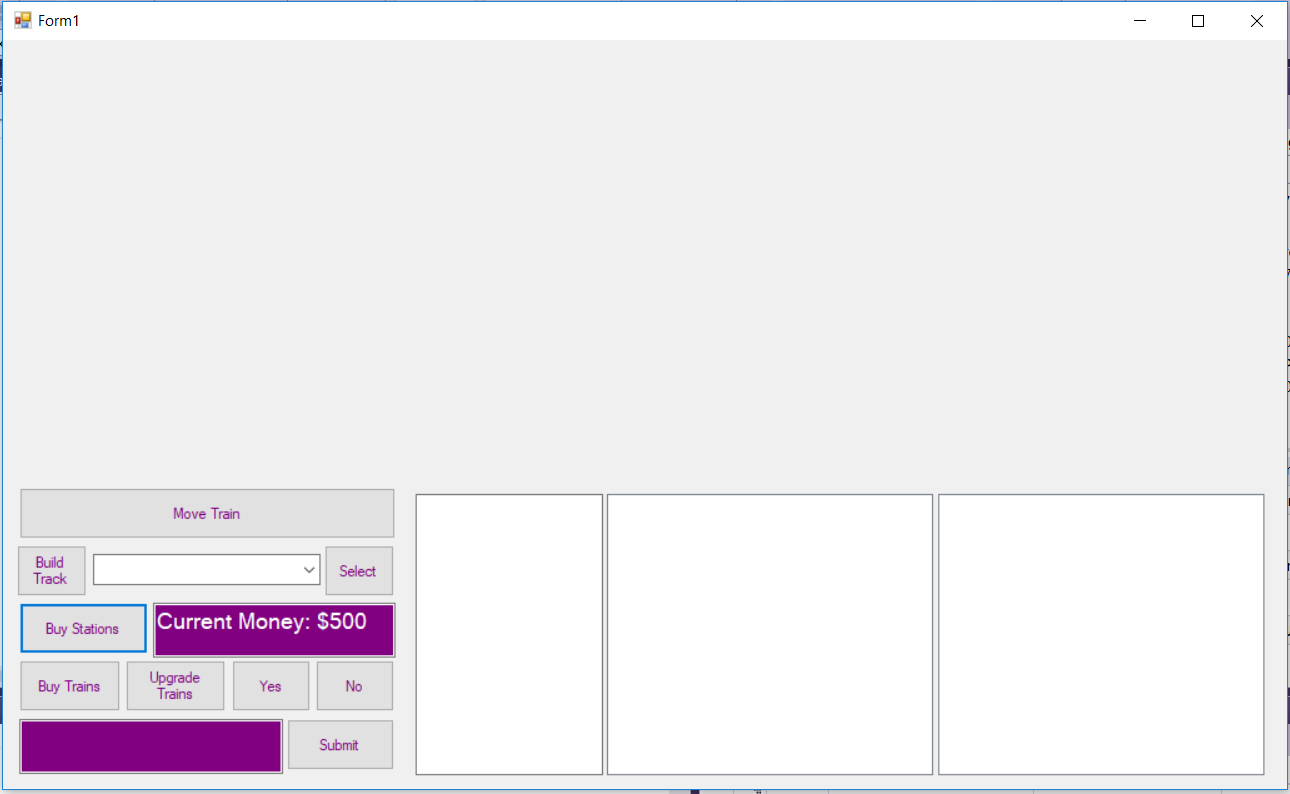 Form1
Move Train
Build
Track
Select
Buy Stations
Current Money: $500
Buy Trains
Upgrade
Trains
Yes
No
Submit